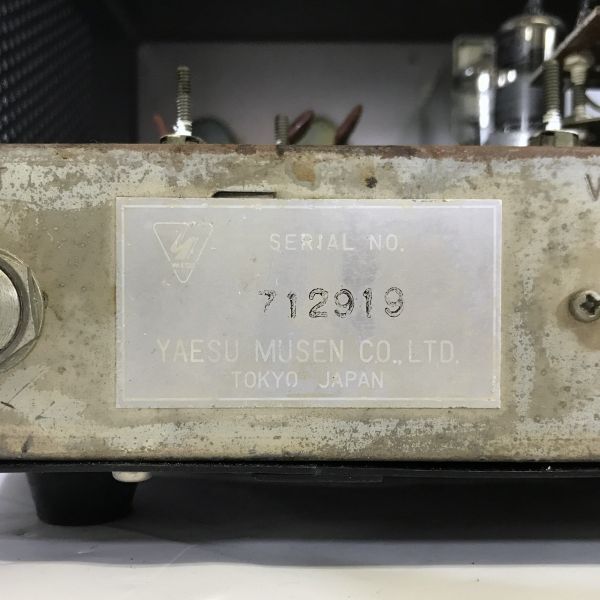 SERIAL NO.
712919
YAESU MUSEN CO., LTD.
TOKYO JAPAN